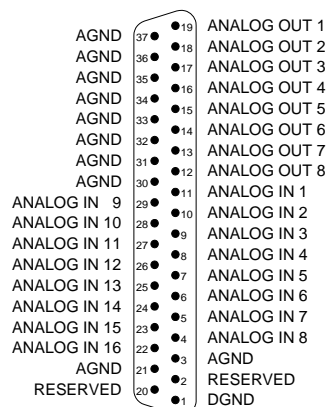 19 ANALOG OUT 1
AGND 37
18 ANALOG OUT 2
AGND 36
17 ANALOG OUT 3
AGND 35
16 ANALOG OUT 4
AGND 34
15 ANALOG OUT 5
AGND 33
14 ANALOG OUT 6
AGND 32
13 ANALOG OUT 7
AGND 31
12 ANALOG OUT 8
AGND 30
11 ANALOG IN 1
ANALOG IN 9 29
10 ANALOG IN 2
ANALOG IN 10 28
9 ANALOG IN 3
ANALOG IN 11 27
8 ANALOG IN 4
ANALOG IN 12 26
7 ANALOG IN 5
ANALOG IN 13 25
6 ANALOG IN 6
ANALOG IN 14 24
5 ANALOG IN 7
ANALOG IN 15 23
4 ANALOG IN 8
ANALOG IN 16 22
3 AGND
AGND 21
2 RESERVED
RESERVED 20
1 DGND